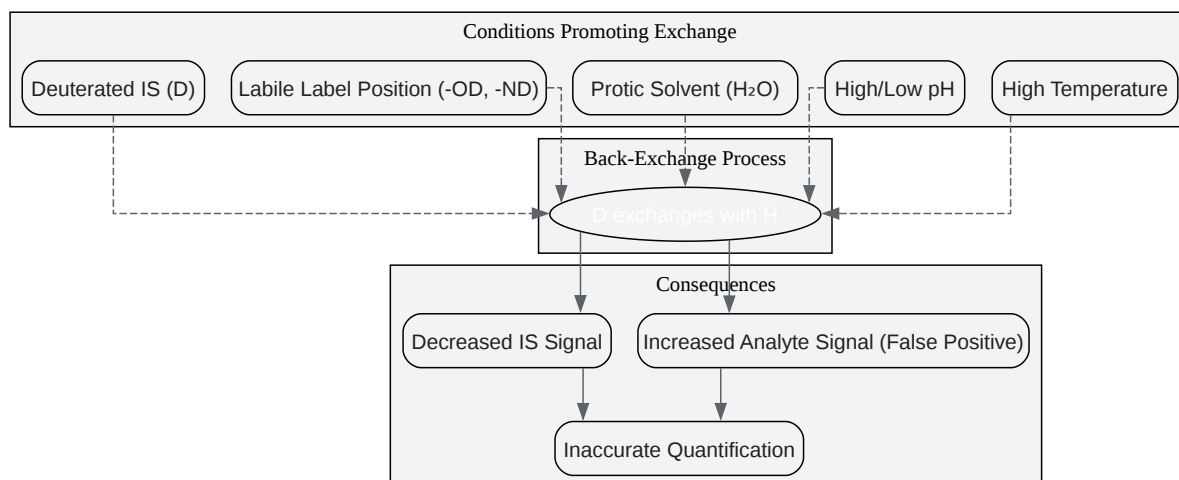 Conditions Promoting Exchange
Deuterated IS (D)
Labile Label Position (-OD, -ND)
Protic Solvent (H₂O)
High/Low pH
High Temperature
Back-Exchange Process
D exchanges with H
Consequences
Decreased IS Signal
Increased Analyte Signal (False Positive)
Inaccurate Quantification